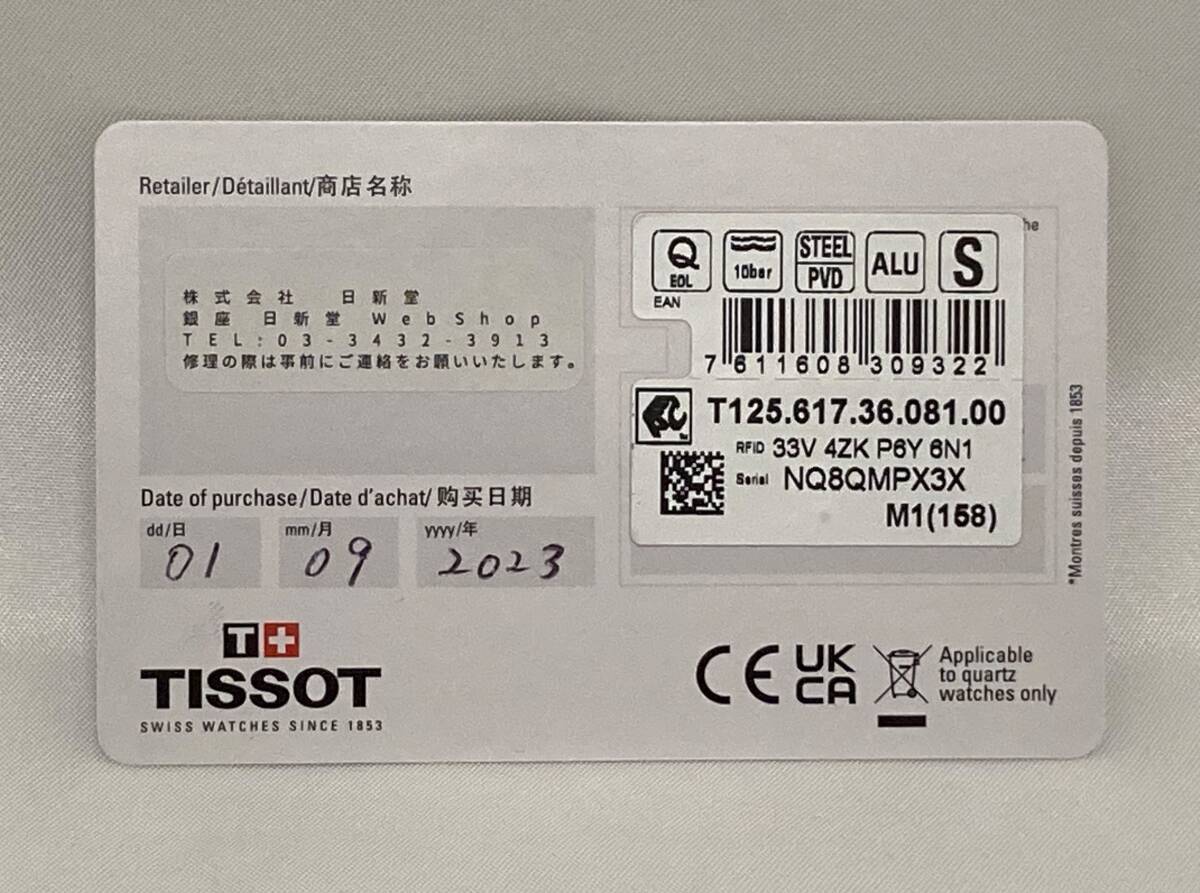 Retailer/Détaillant/商店名称
株式会社 日新堂
銀座 日新堂 WebShop
TEL:03-3432-3913
修理の際は事前にご連絡をお願いいたします。
Date of purchase/Date d'achat/购买日期
dd/日 mm/月 yyyy/年
01 09 2023
he
Q
EOL
10bar
STEEL
PVD
ALU
S
EAN
7 611608 309322
T125.617.36.081.00
RFID 33V 4ZK P6Y 6N1
Serial NQ8QMPX3X
M1(158)
*Montres suisses depuis 1853
T+
TISSOT
SWISS WATCHES SINCE 1853
CE
UK
CA
Applicable
to quartz
watches only